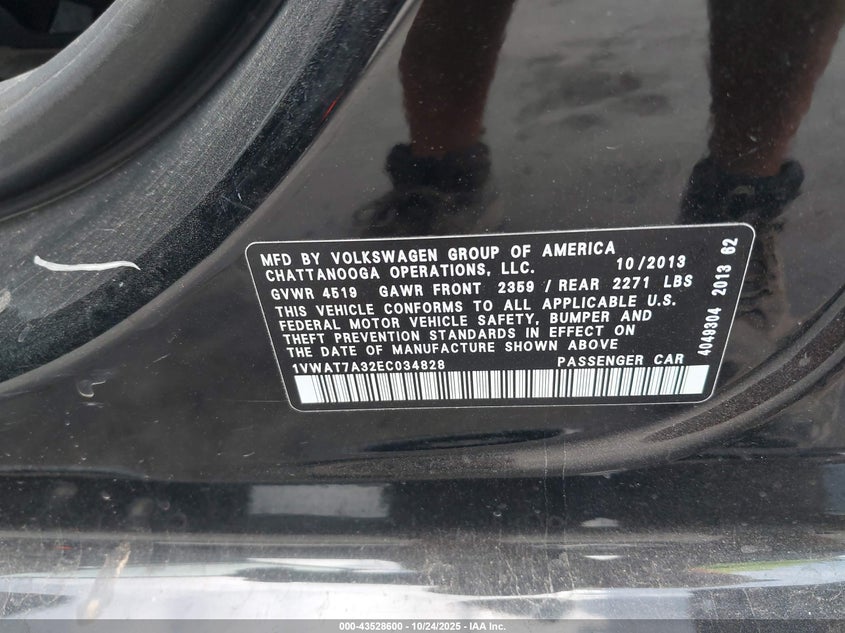 MFD BY VOLKSWAGEN GROUP OF AMERICA
CHATTANOOGA OPERATIONS, LLC. 10/2013
GVWR 4519 GAWR FRONT 2359 / REAR 2271 LBS
THIS VEHICLE CONFORMS TO ALL APPLICABLE U.S.
FEDERAL MOTOR VEHICLE SAFETY, BUMPER AND
THEFT PREVENTION STANDARDS IN EFFECT ON
THE DATE OF MANUFACTURE SHOWN ABOVE
1VWAT7A32EC034828 PASSENGER CAR
4049304 2013 62
000-43528600 - 10/24/2025 - IAA Inc.